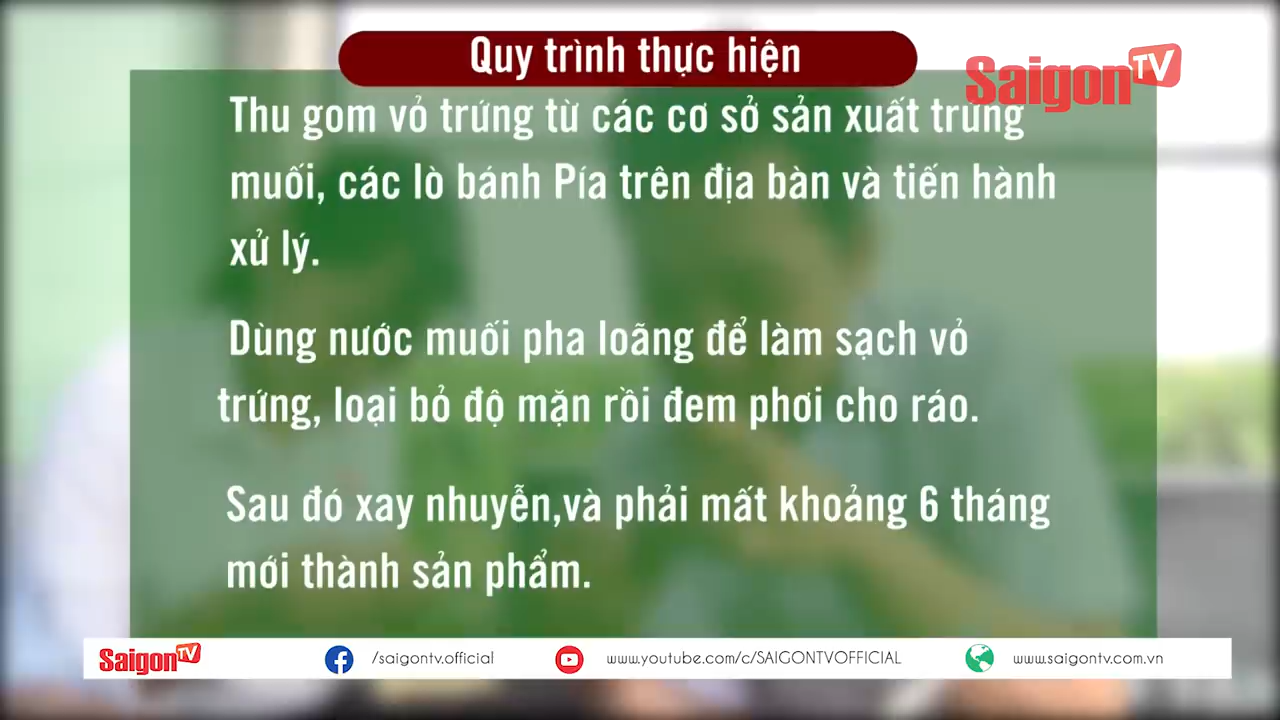 Quy trình thực hiện
SaigonTV
Thu gom vỏ trứng từ các cơ sở sản xuất trứng
muối, các lò bánh Pía trên địa bàn và tiến hành
xử lý.
Dùng nước muối pha loãng để làm sạch vỏ
trứng, loại bỏ độ mặn rồi đem phơi cho ráo.
Sau đó xay nhuyễn,và phải mất khoảng 6 tháng
mới thành sản phẩm.
SaigonTV /saigontv.official www.youtube.com/c/SAIGONTVOFFICIAL www.saigontv.com.vn